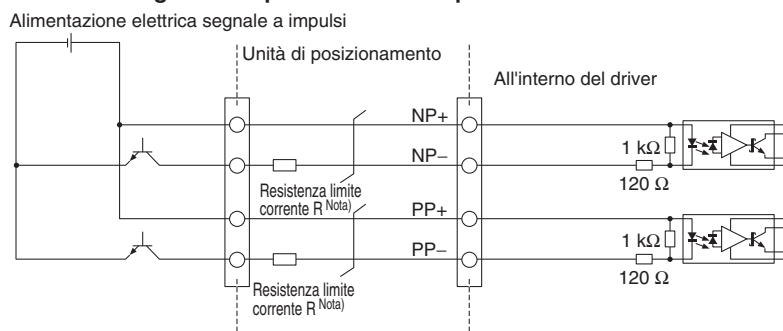 Alimentazione elettrica segnale a impulsi
Unità di posizionamento
All'interno del driver
NP+
NP−
1 kΩ
120 Ω
Resistenza limite
corrente R Nota)
PP+
PP−
1 kΩ
120 Ω
Resistenza limite
corrente R Nota)